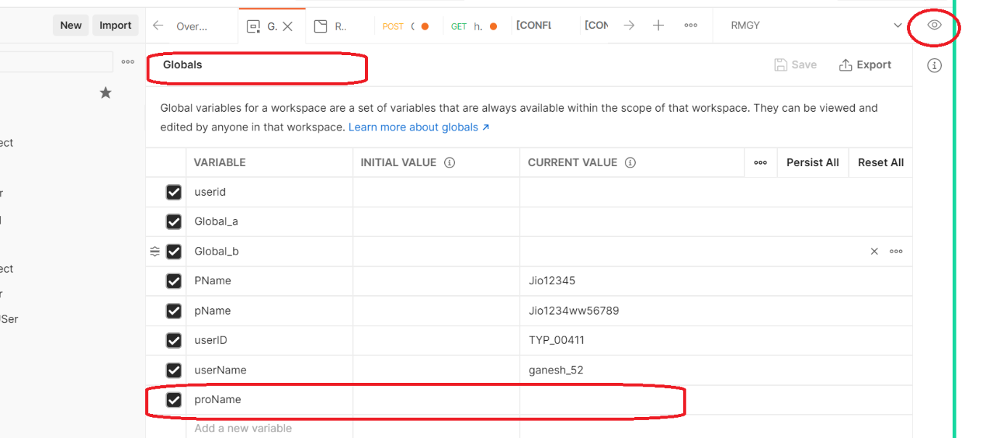 New Import Over... G. R.. POST GET h. [CONFL [CON RMGY
Globals Save Export
Global variables for a workspace are a set of variables that are always available within the scope of that workspace. They can be viewed and
edited by anyone in that workspace. Learn more about globals ↗
ect
VARIABLE INITIAL VALUE CURRENT VALUE Persist All Reset All
userid
r
Global_a
Global_b
ect
PName Jio12345
r
pName Jio1234ww56789
USer
userID TYP_00411
userName ganesh_52
proName
Add a new variable